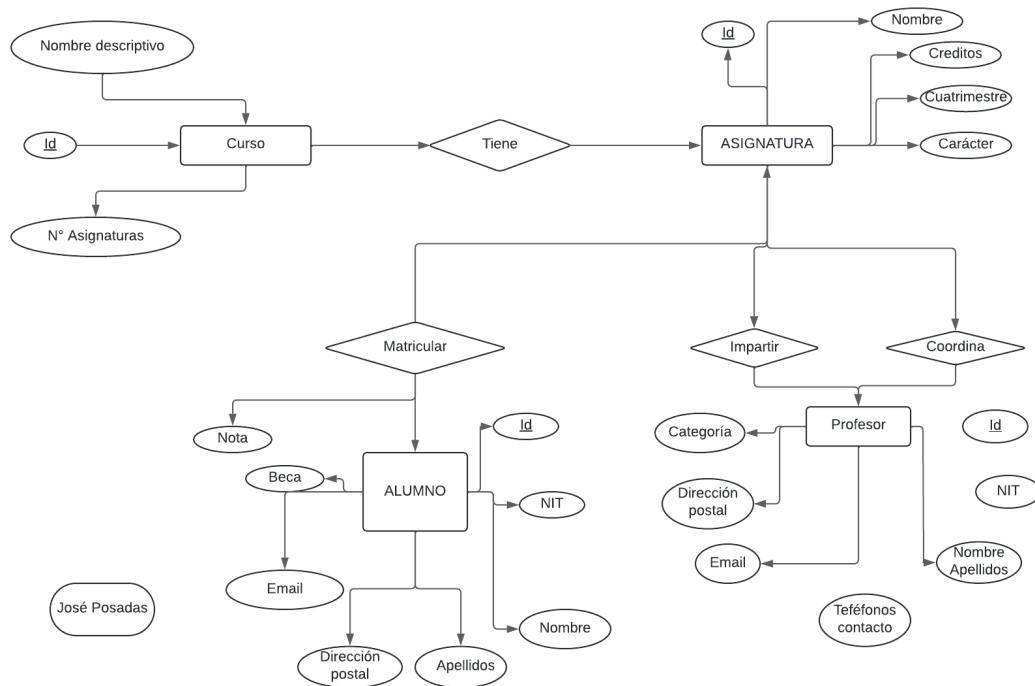 Nombre descriptivo
Id
Nombre
Creditos
Cuatrimestre
Id
Curso
Tiene
ASIGNATURA
Carácter
N° Asignaturas
Matricular
Impartir
Coordina
Nota
Id
Categoría
Profesor
Id
Beca
ALUMNO
NIT
Dirección
postal
NIT
Email
Email
Nombre
Apellidos
José Posadas
Nombre
Teféfonos
contacto
Dirección
postal
Apellidos